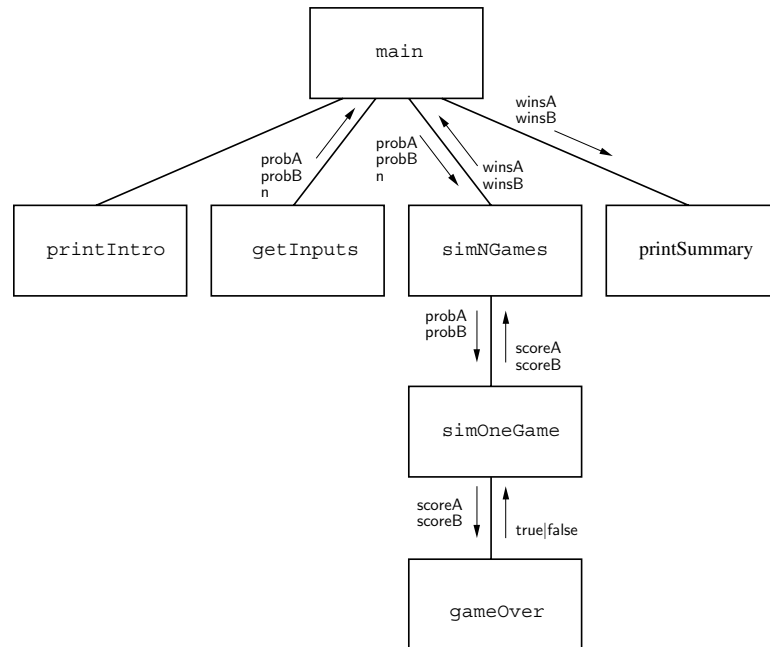 main
winsA
winsB
probA
probB
n
probA
probB
n
winsA
winsB
printIntro
getInputs
simNGames
printSummary
probA
probB
scoreA
scoreB
simOneGame
scoreA
scoreB
true|false
gameOver